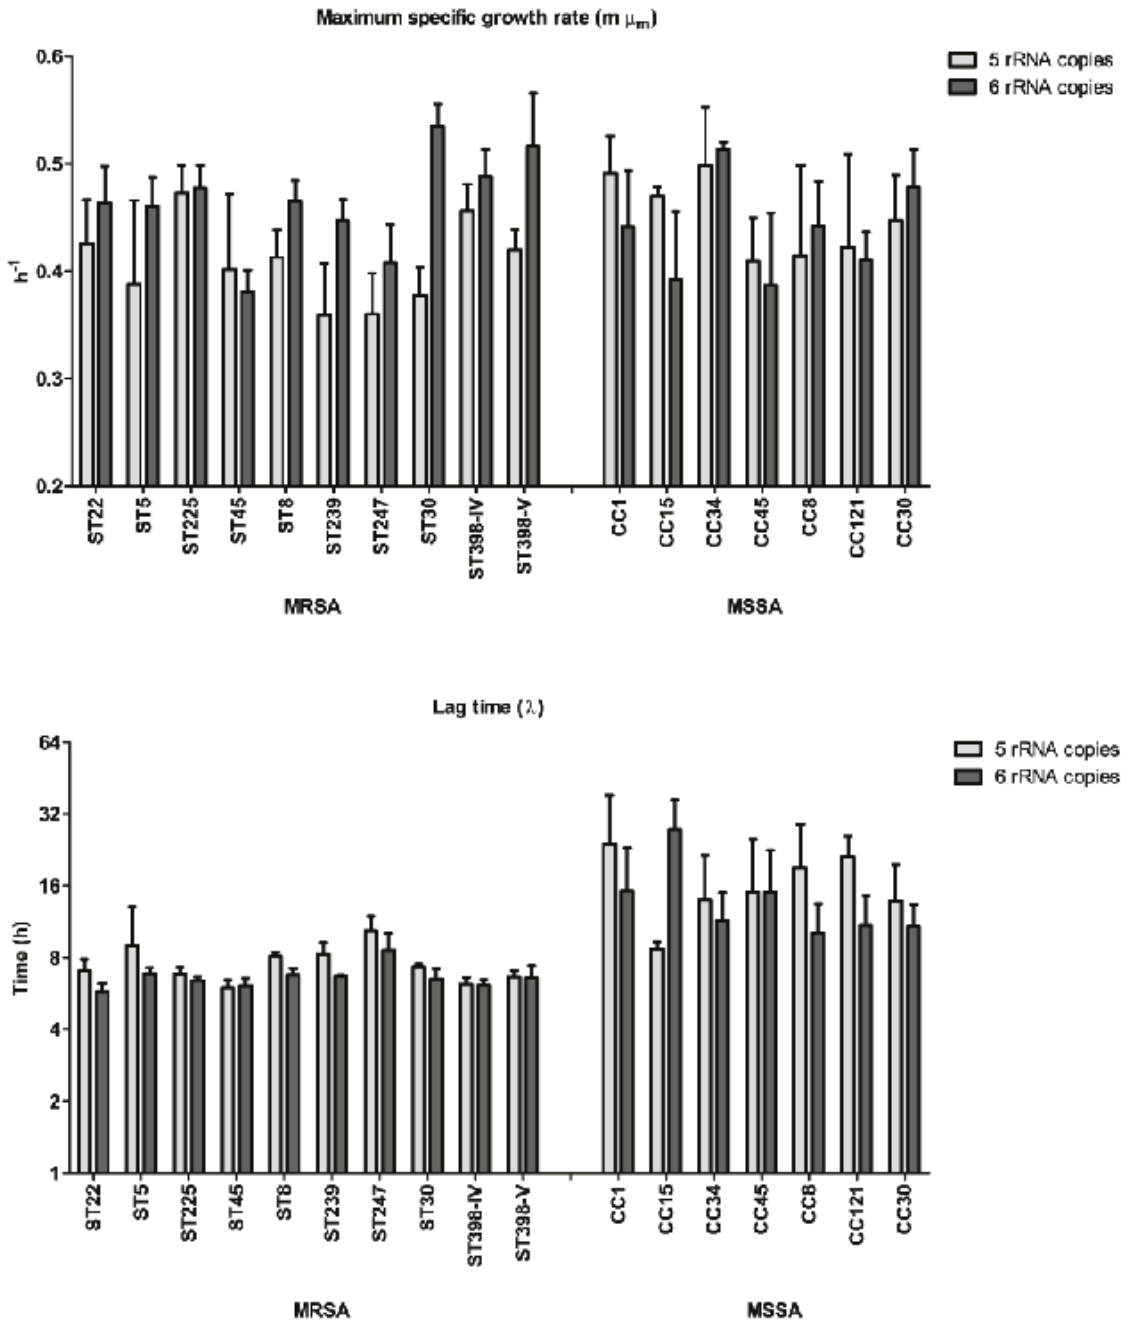 Maximum specific growth rate (m μm)
5 rRNA copies
6 rRNA copies
0.6
0.5
0.4
0.3
0.2
h-1
ST22 ST5 ST225 ST45 ST8 ST239 ST247 ST30 ST398-IV ST398-V CC1 CC15 CC34 CC45 CC8 CC121 CC30
MRSA MSSA
Lag time (λ)
5 rRNA copies
6 rRNA copies
64
32
16
8
4
2
1
Time (h)
ST22 ST5 ST225 ST45 ST8 ST239 ST247 ST30 ST398-IV ST398-V CC1 CC15 CC34 CC45 CC8 CC121 CC30
MRSA MSSA